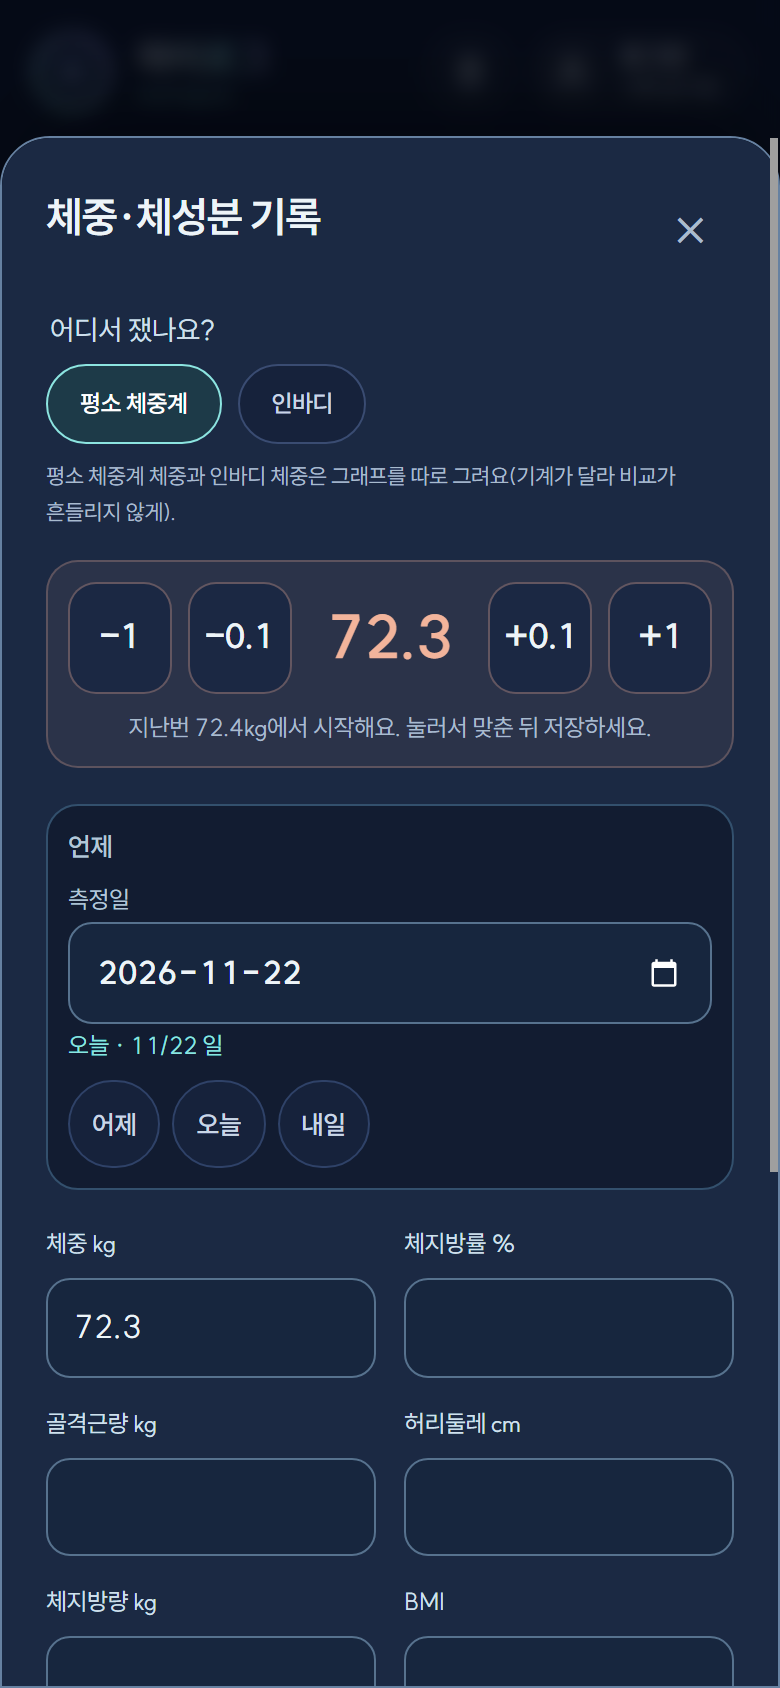 체중·체성분 기록
어디서 쟀나요?
평소 체중계
인바디
평소 체중계 체중과 인바디 체중은 그래프를 따로 그려요(기계가 달라 비교가
흔들리지 않게).
−1
−0.1
72.3
+0.1
+1
지난번 72.4kg에서 시작해요. 눌러서 맞춘 뒤 저장하세요.
언제
측정일
2026-11-22
오늘 · 11/22 일
어제
오늘
내일
체중 kg
체지방률 %
72.3
골격근량 kg
허리둘레 cm
체지방량 kg
BMI